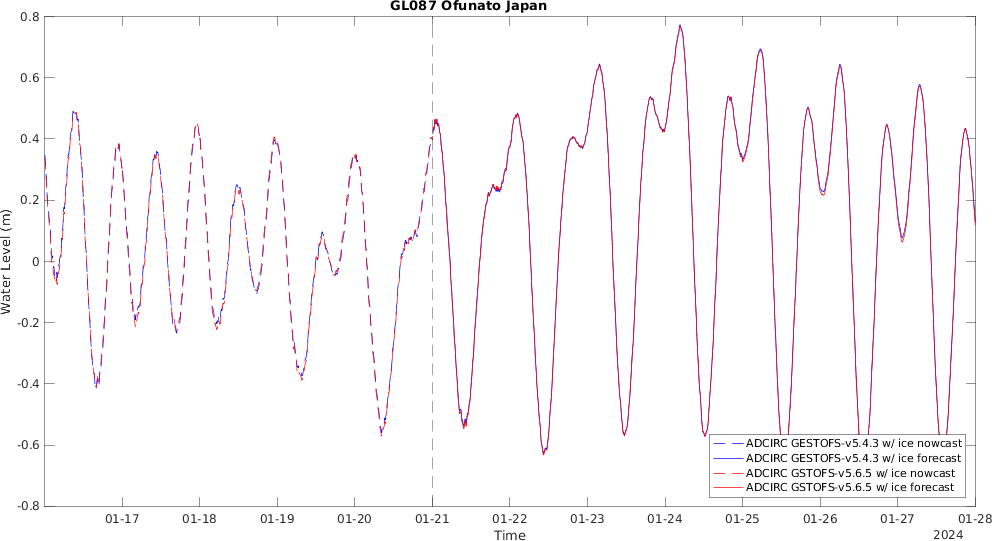 GL087 Ofunato Japan
0.8
0.6
0.4
0.2
0
-0.2
-0.4
-0.6
-0.8
Water Level (m)
ADCIRC GESTOFS-v5.4.3 w/ ice nowcast
ADCIRC GESTOFS-v5.4.3 w/ ice forecast
ADCIRC GSTOFS-v5.6.5 w/ ice nowcast
ADCIRC GSTOFS-v5.6.5 w/ ice forecast
01-17 01-18 01-19 01-20 01-21 01-22 01-23 01-24 01-25 01-26 01-27 01-28
Time
2024